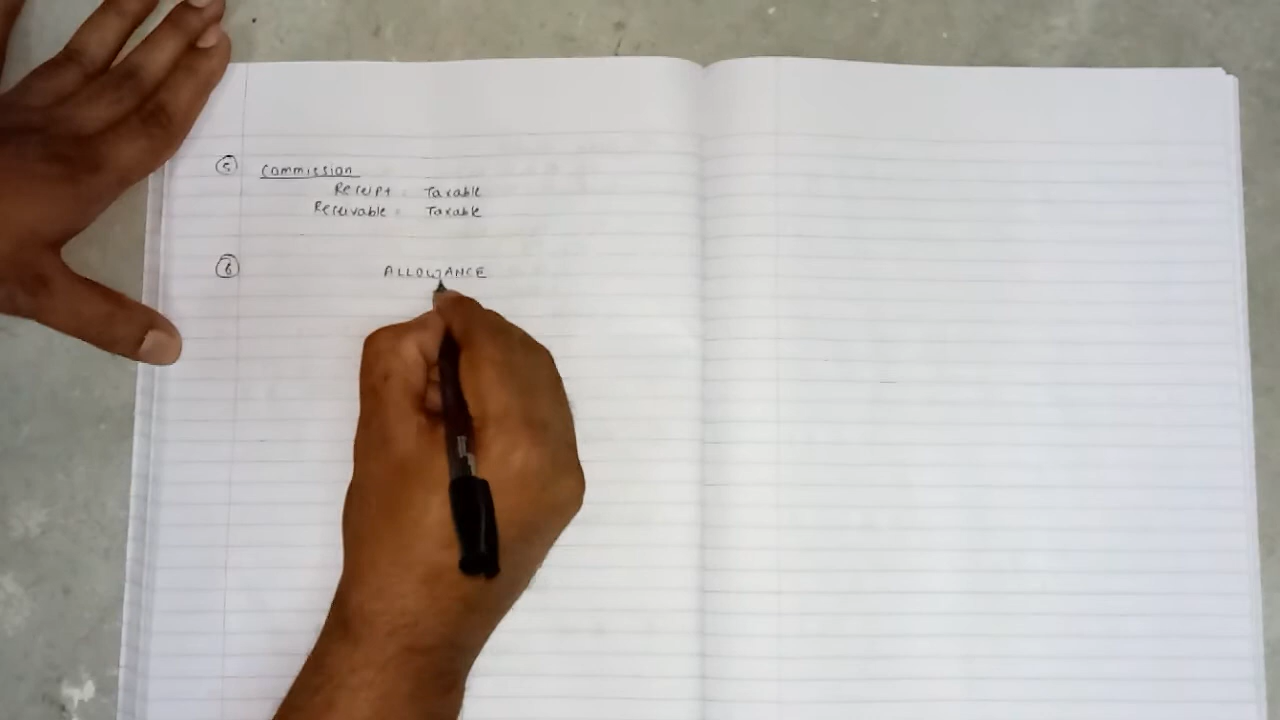 5 Commission
Receipt = Taxable
Receivable = Taxable
6 ALLOWANCE